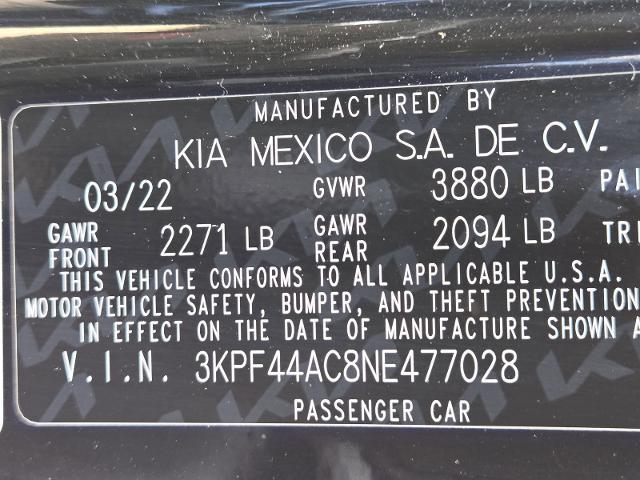 MANUFACTURED BY
KIA MEXICO S.A. DE C.V.
03/22 GVWR 3880 LB
GAWR FRONT 2271 LB GAWR REAR 2094 LB
THIS VEHICLE CONFORMS TO ALL APPLICABLE U.S.A.
MOTOR VEHICLE SAFETY, BUMPER, AND THEFT PREVENTION
IN EFFECT ON THE DATE OF MANUFACTURE SHOWN
V.I.N. 3KPF44AC8NE477028
PASSENGER CAR